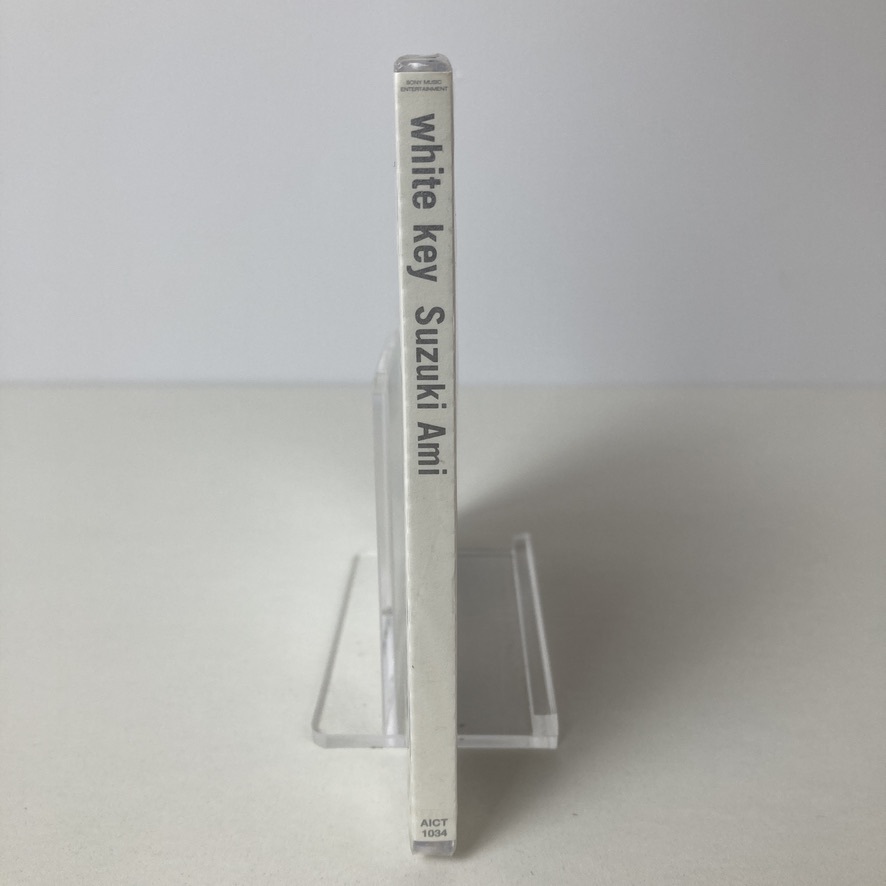 SONY MUSIC
ENTERTAINMENT
white key Suzuki Ami
AICT
1034